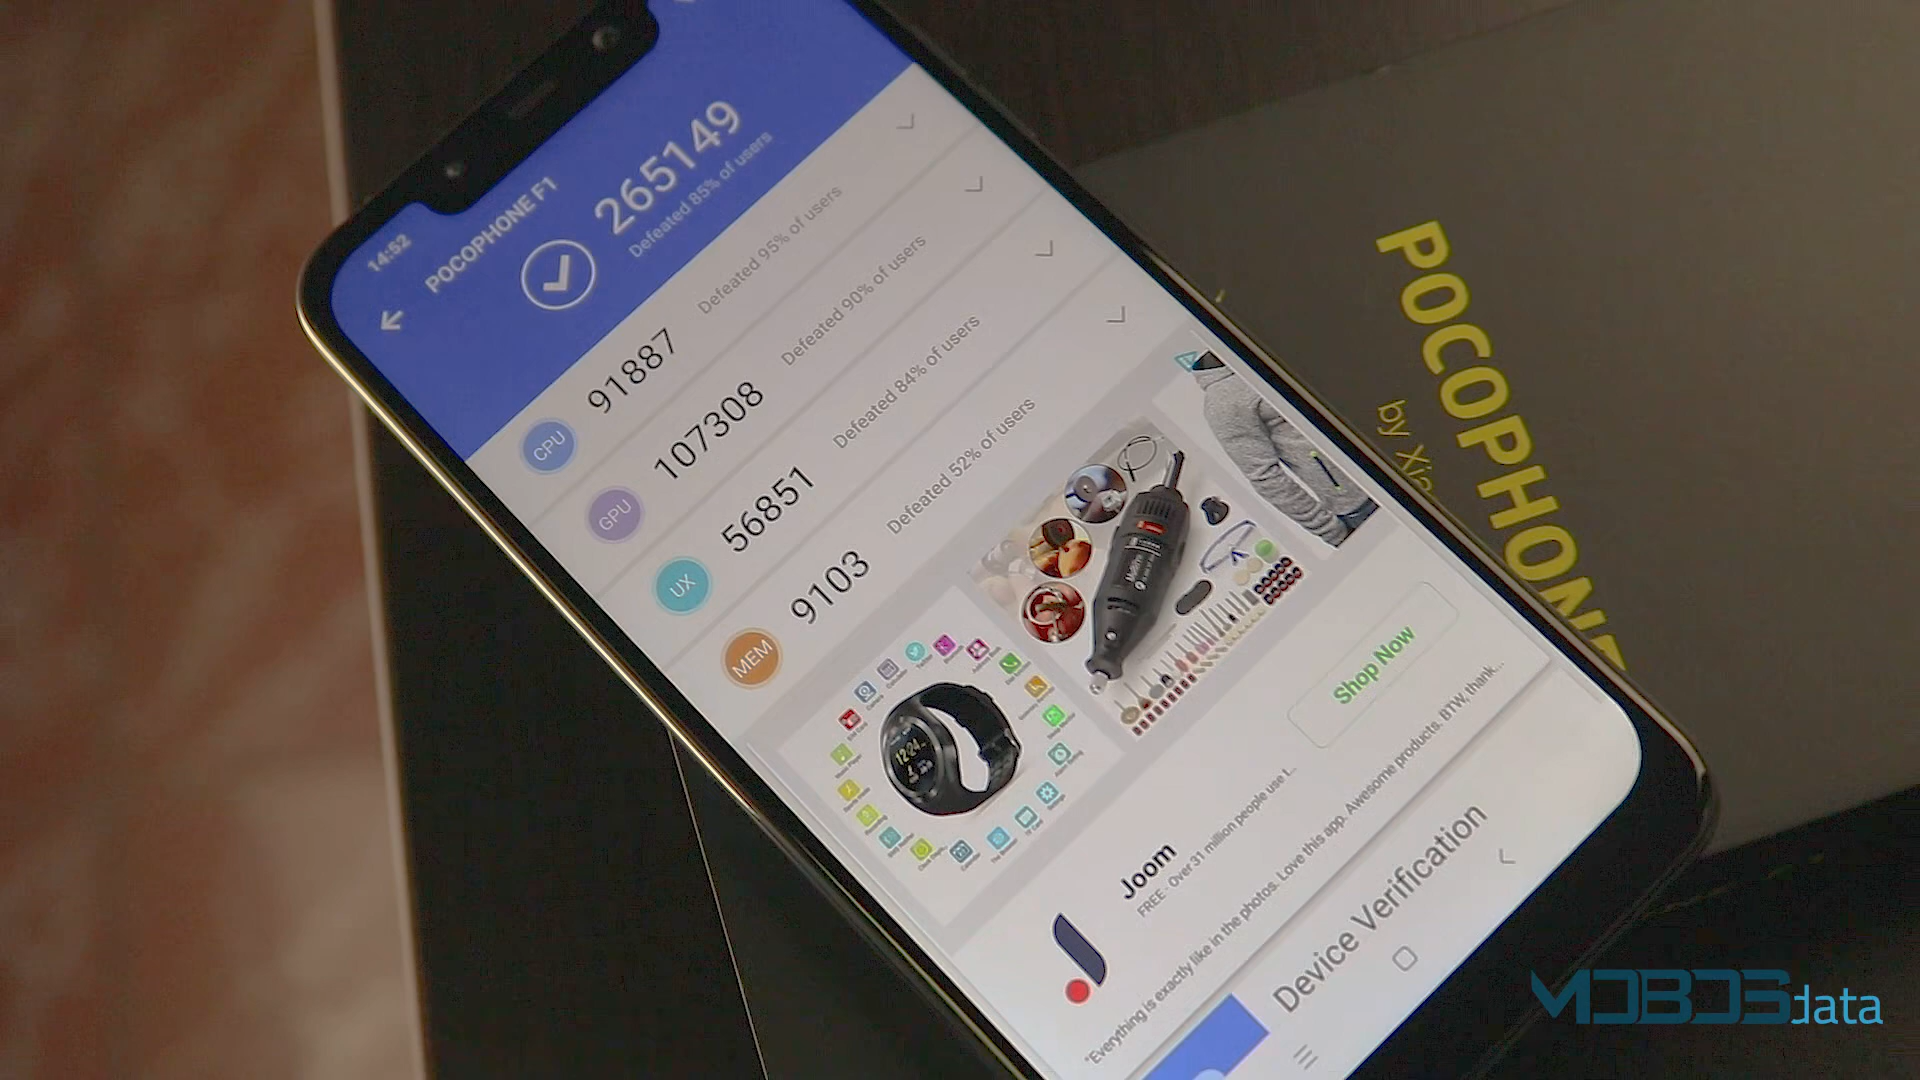 14:52
POCOPHONE F1
265149
Defeated 85% of users
CPU
91887
Defeated 95% of users
GPU
107308
Defeated 90% of users
UX
56851
Defeated 84% of users
MEM
9103
Defeated 52% of users
12:24
Shop Now
Joom
FREE - Over 31 million people use t...
"Everything is exactly like in the photos. Love this app. Awesome products. BTW, thank...
Device Verification
POCOPHONE
by
MOBOSdata